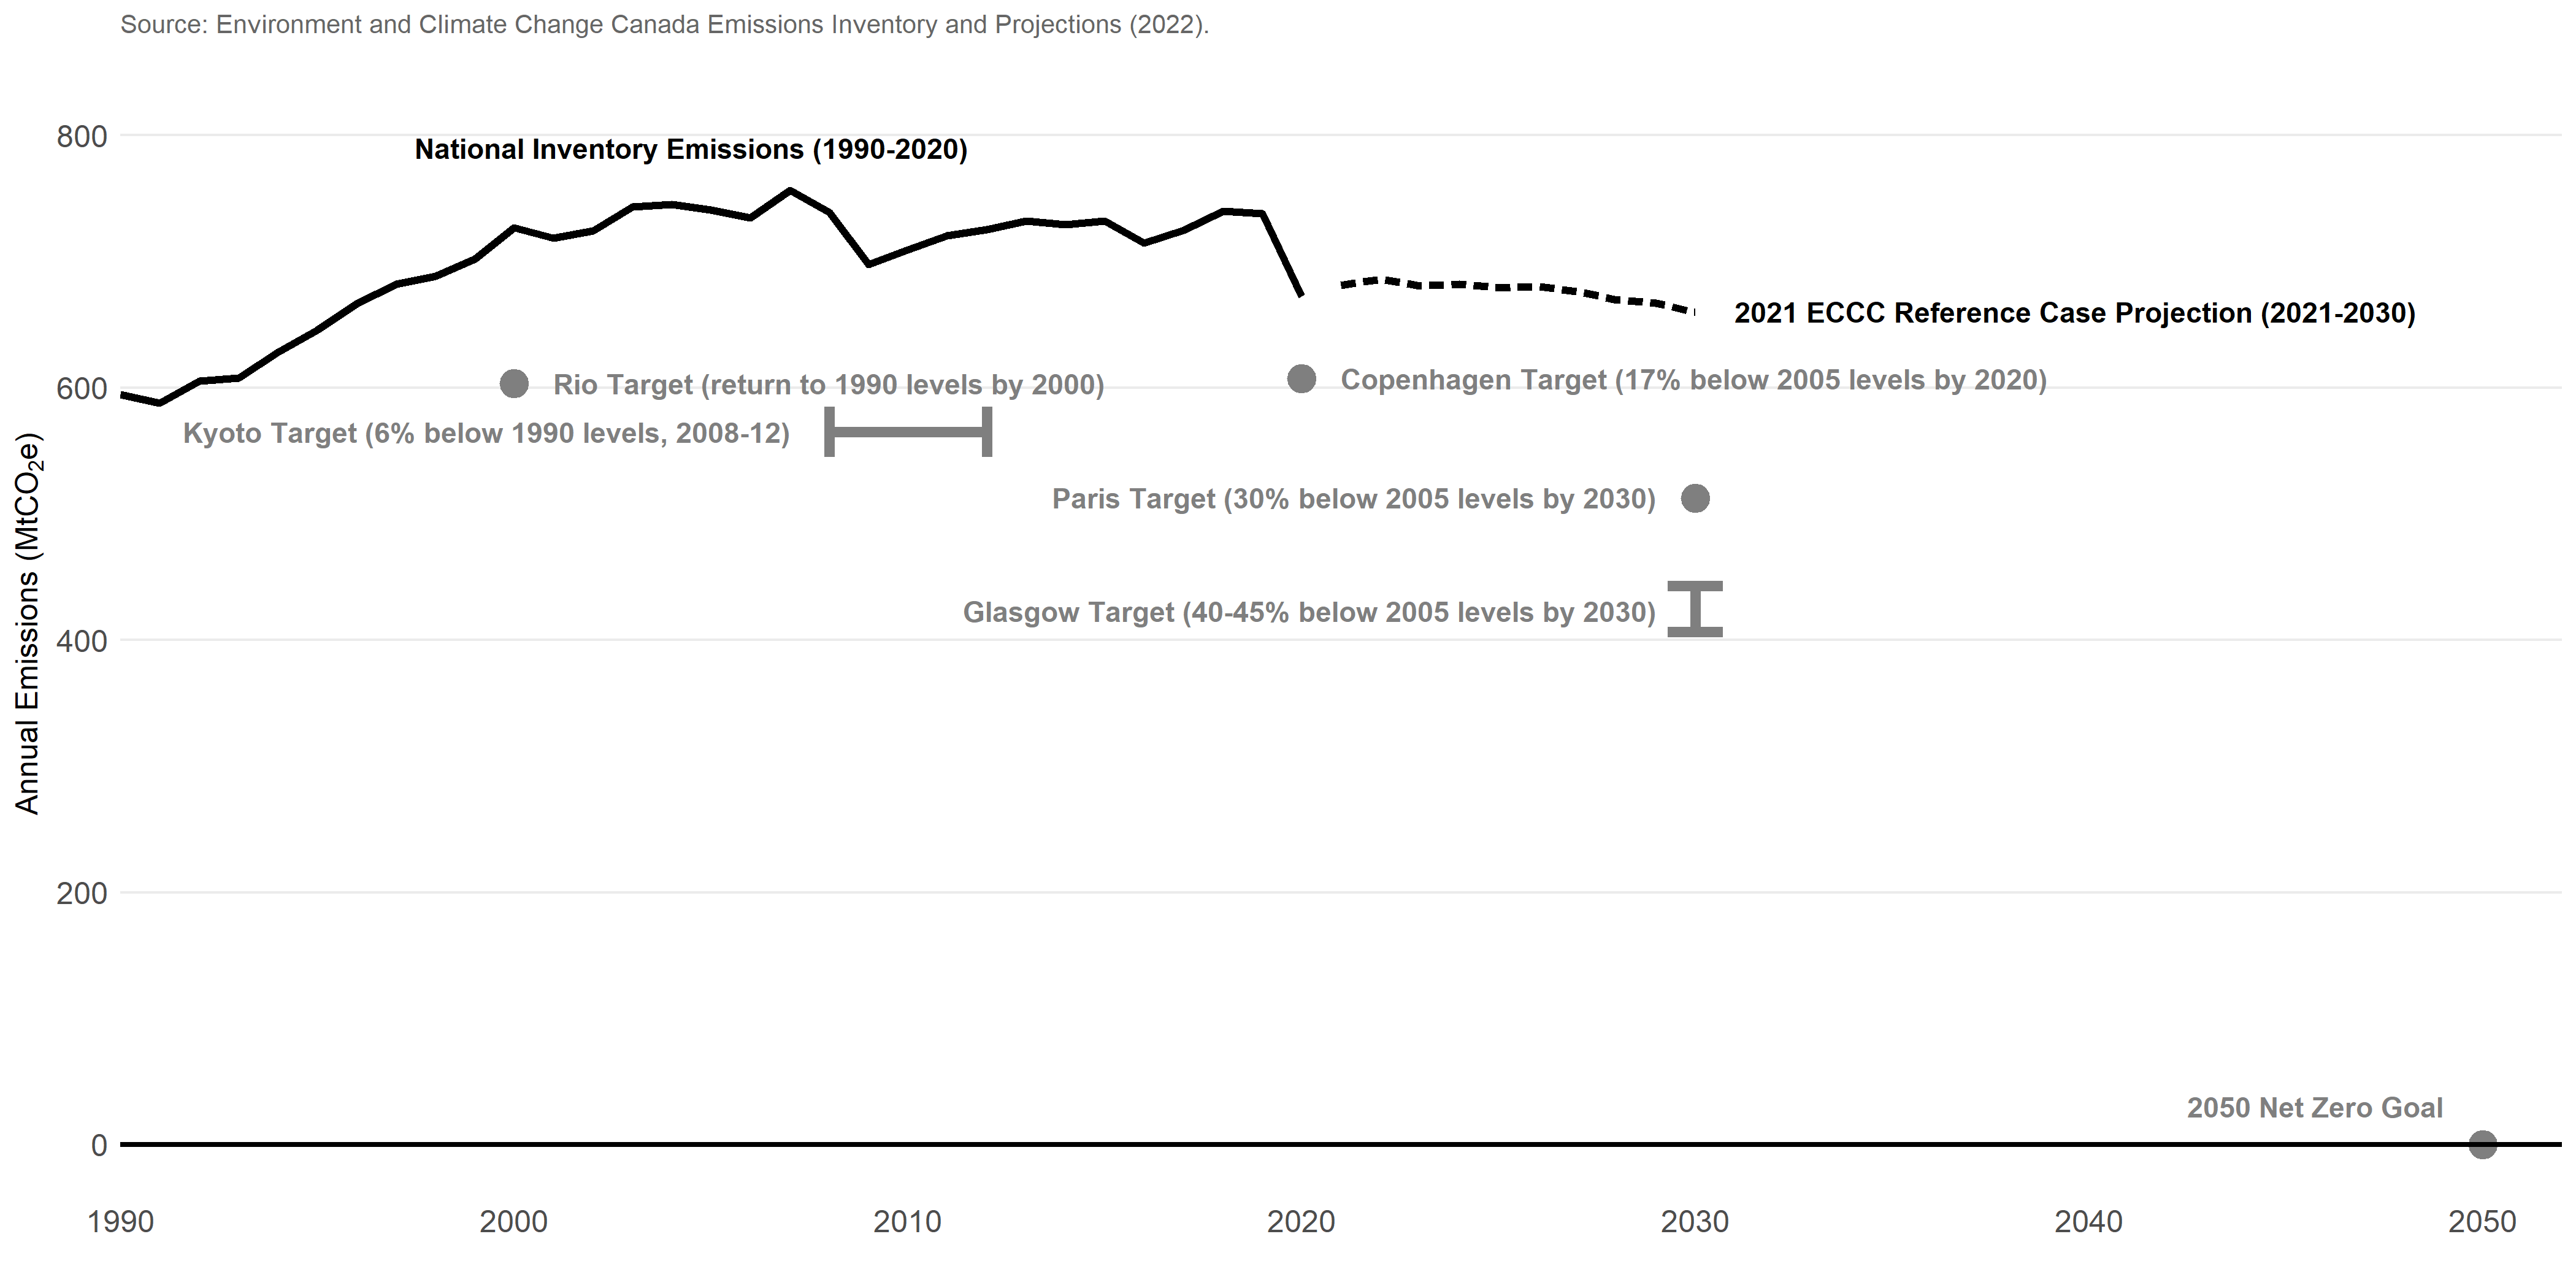 Source: Environment and Climate Change Canada Emissions Inventory and Projections (2022).
800
National Inventory Emissions (1990-2020)
2021 ECCC Reference Case Projection (2021-2030)
600
Rio Target (return to 1990 levels by 2000)
Copenhagen Target (17% below 2005 levels by 2020)
Kyoto Target (6% below 1990 levels, 2008-12)
Paris Target (30% below 2005 levels by 2030)
Glasgow Target (40-45% below 2005 levels by 2030)
400
Annual Emissions (MtCO₂e)
200
2050 Net Zero Goal
0
1990 2000 2010 2020 2030 2040 2050